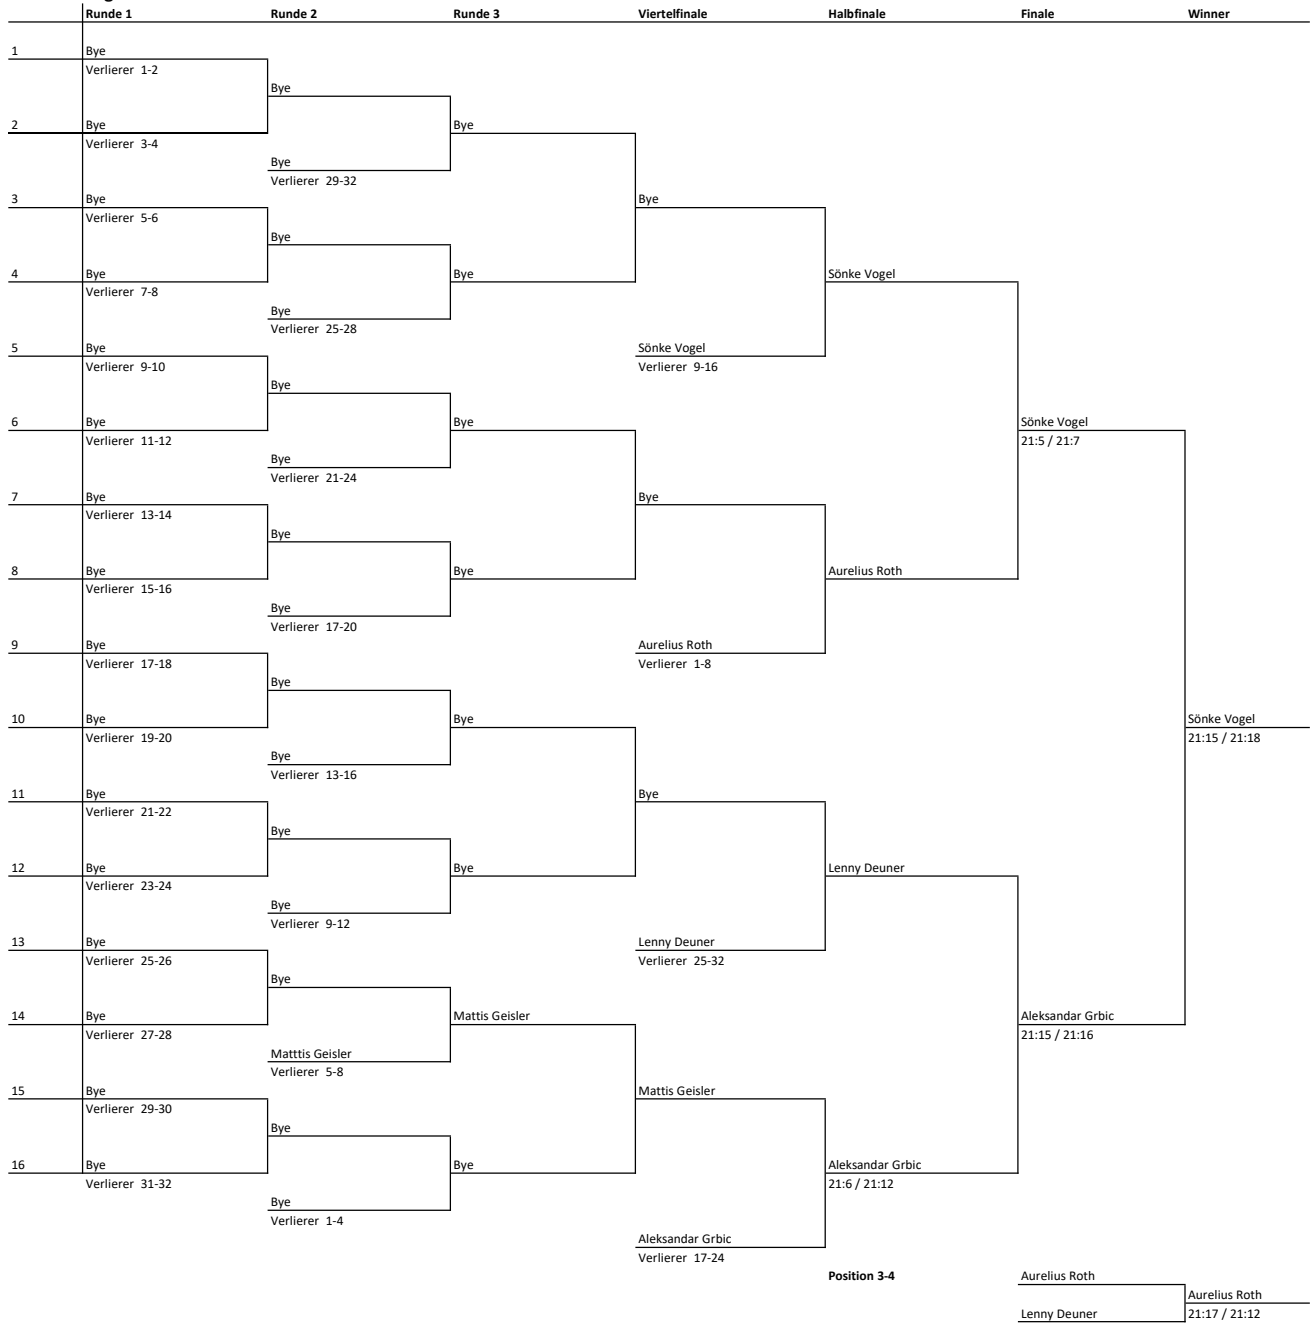 Runde 1 Runde 2 Runde 3 Viertelfinale Halbfinale Finale Winner
1 Bye
Verlierer 1-2
Bye
2 Bye Bye
Verlierer 3-4
Bye
Verlierer 29-32
3 Bye Bye
Verlierer 5-6
Bye
4 Bye Bye Sönke Vogel
Verlierer 7-8
Bye
Verlierer 25-28
5 Bye Sönke Vogel
Verlierer 9-10 Verlierer 9-16
Bye
6 Bye Bye Sönke Vogel
Verlierer 11-12 21:5 / 21:7
Bye
Verlierer 21-24
7 Bye Bye
Verlierer 13-14
Bye
8 Bye Bye Aurelius Roth
Verlierer 15-16
Bye
Verlierer 17-20
9 Bye Aurelius Roth
Verlierer 17-18 Verlierer 1-8
Bye
10 Bye Bye Sönke Vogel
Verlierer 19-20 21:15 / 21:18
Bye
Verlierer 13-16
11 Bye Bye
Verlierer 21-22
Bye
12 Bye Bye Lenny Deuner
Verlierer 23-24
Bye
Verlierer 9-12
13 Bye Lenny Deuner
Verlierer 25-26 Verlierer 25-32
Bye
14 Bye Mattis Geisler Aleksandar Grbic
Verlierer 27-28 21:15 / 21:16
Matttis Geisler
Verlierer 5-8
15 Bye Mattis Geisler
Verlierer 29-30
Bye
16 Bye Bye Aleksandar Grbic
Verlierer 31-32 21:6 / 21:12
Bye
Verlierer 1-4
Aleksandar Grbic
Verlierer 17-24
Position 3-4 Aurelius Roth
Aurelius Roth
Lenny Deuner 21:17 / 21:12